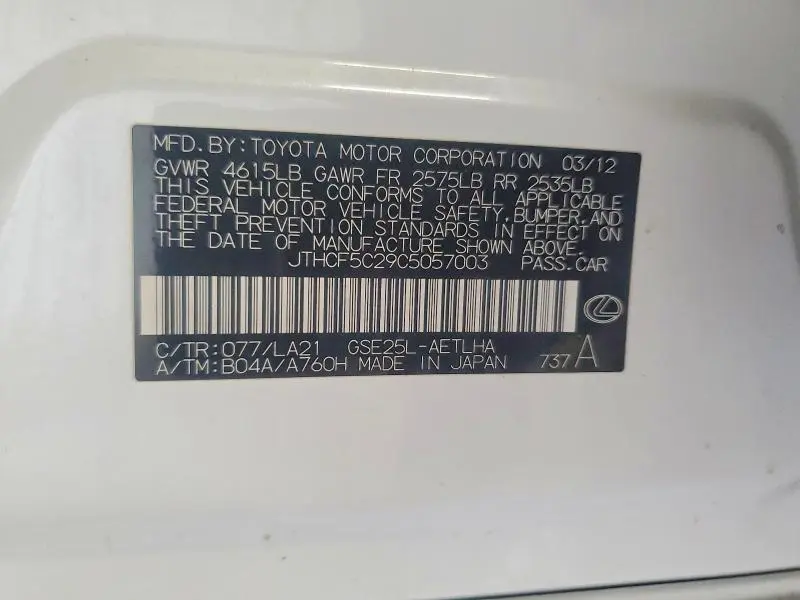 MFD.BY:TOYOTA MOTOR CORPORATION 03/12
GVWR 4615LB GAWR FR 2575LB RR 2535LB
THIS VEHICLE CONFORMS TO ALL APPLICABLE
FEDERAL MOTOR VEHICLE SAFETY,BUMPER,AND
THEFT PREVENTION STANDARDS IN EFFECT ON
THE DATE OF MANUFACTURE SHOWN ABOVE.
JTHCF5C29C5057003 PASS.CAR
C/TR:077/LA21 GSE25L-AETLHA
A/TM:B04A/A760H MADE IN JAPAN 737 A